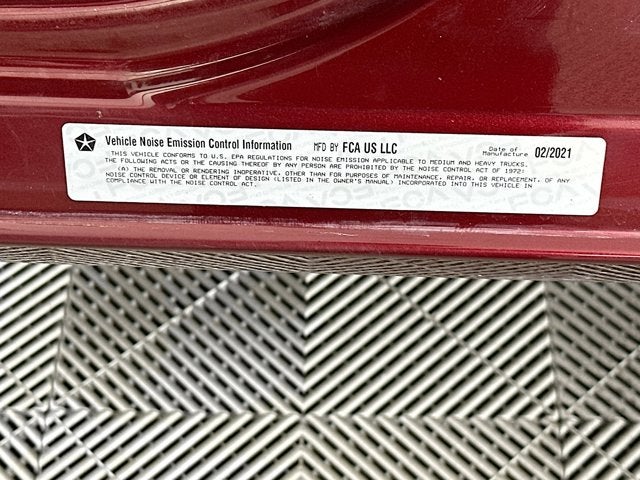 Vehicle Noise Emission Control Information MFD BY FCA US LLC Date of Manufacture 02/2021
THIS VEHICLE CONFORMS TO U.S. EPA REGULATIONS FOR NOISE EMISSION APPLICABLE TO MEDIUM AND HEAVY TRUCKS.
THE FOLLOWING ACTS OR THE CAUSING THEREOF BY ANY PERSON ARE PROHIBITED BY THE NOISE CONTROL ACT OF 1972:
(A) THE REMOVAL OR RENDERING INOPERATIVE, OTHER THAN FOR PURPOSES OF MAINTENANCE, REPAIR, OR REPLACEMENT, OF ANY
NOISE CONTROL DEVICE OR ELEMENT OF DESIGN (LISTED IN THE OWNER'S MANUAL) INCORPORATED INTO THIS VEHICLE IN
COMPLIANCE WITH THE NOISE CONTROL ACT.